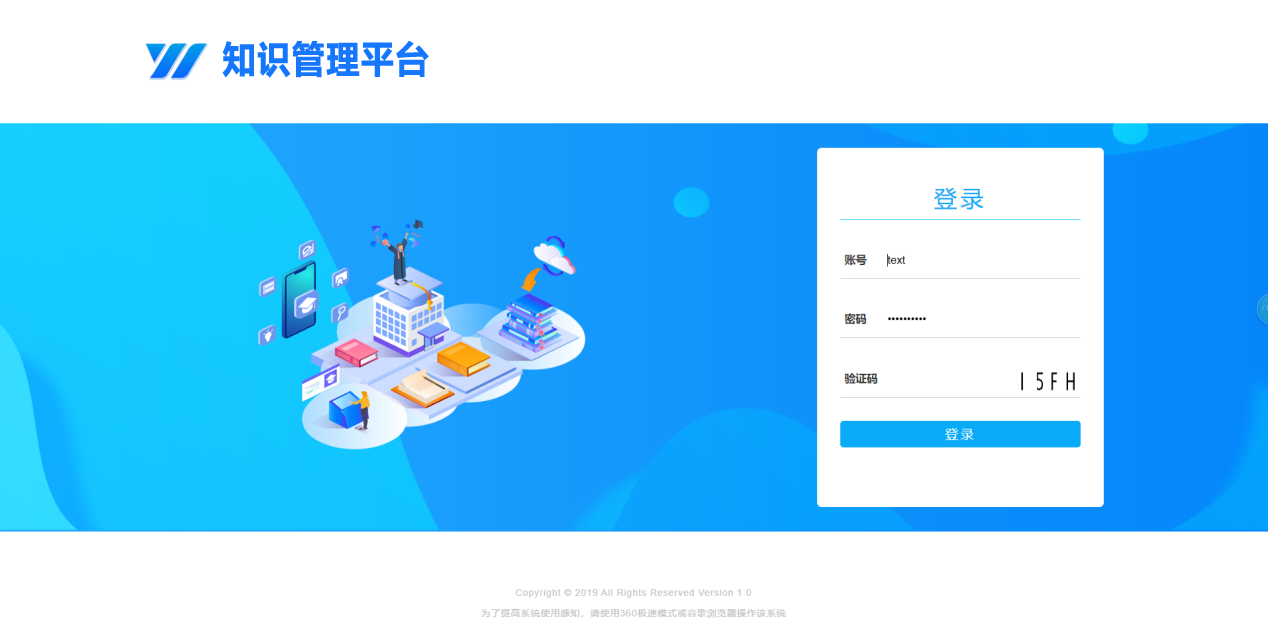 知识管理平台
登录
账号 text
密码 ••••••••••
验证码 I5FH
登录
Copyright © 2019 All Rights Reserved Version 1.0
为了提高系统使用感知，请使用360极速模式或谷歌浏览器操作该系统